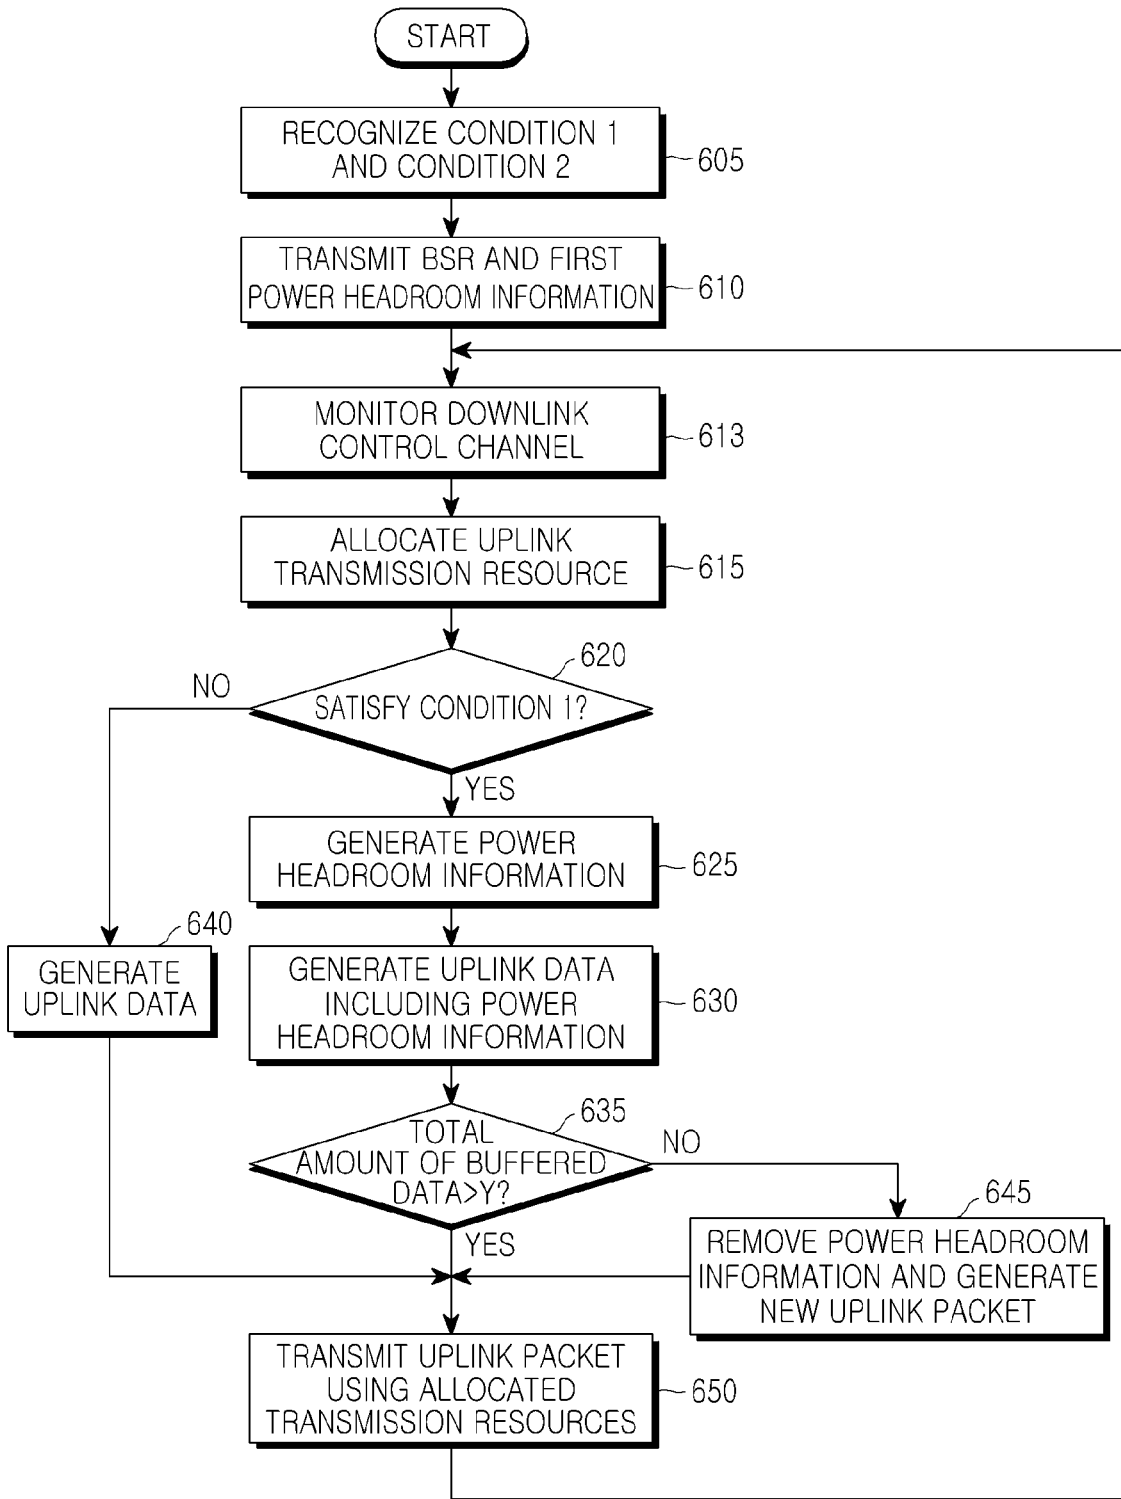 START
RECOGNIZE CONDITION 1
AND CONDITION 2
605
TRANSMIT BSR AND FIRST
POWER HEADROOM INFORMATION
610
MONITOR DOWNLINK
CONTROL CHANNEL
613
ALLOCATE UPLINK
TRANSMISSION RESOURCE
615
620
NO
SATISFY CONDITION 1?
YES
GENERATE POWER
HEADROOM INFORMATION
625
640
GENERATE
UPLINK DATA
GENERATE UPLINK DATA
INCLUDING POWER
HEADROOM INFORMATION
630
635
TOTAL
AMOUNT OF BUFFERED
DATA>Y?
NO
YES
645
REMOVE POWER HEADROOM
INFORMATION AND GENERATE
NEW UPLINK PACKET
TRANSMIT UPLINK PACKET
USING ALLOCATED
TRANSMISSION RESOURCES
650